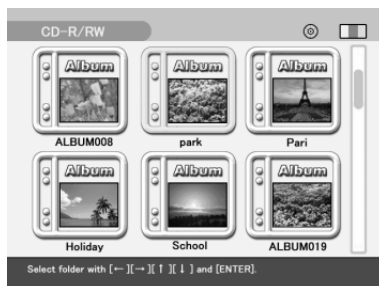 CD-R/RW
Album Album Album
ALBUM008 park Pari
Album Album Album
Holiday School ALBUM019
Select folder with [←][→][↑][↓] and [ENTER].